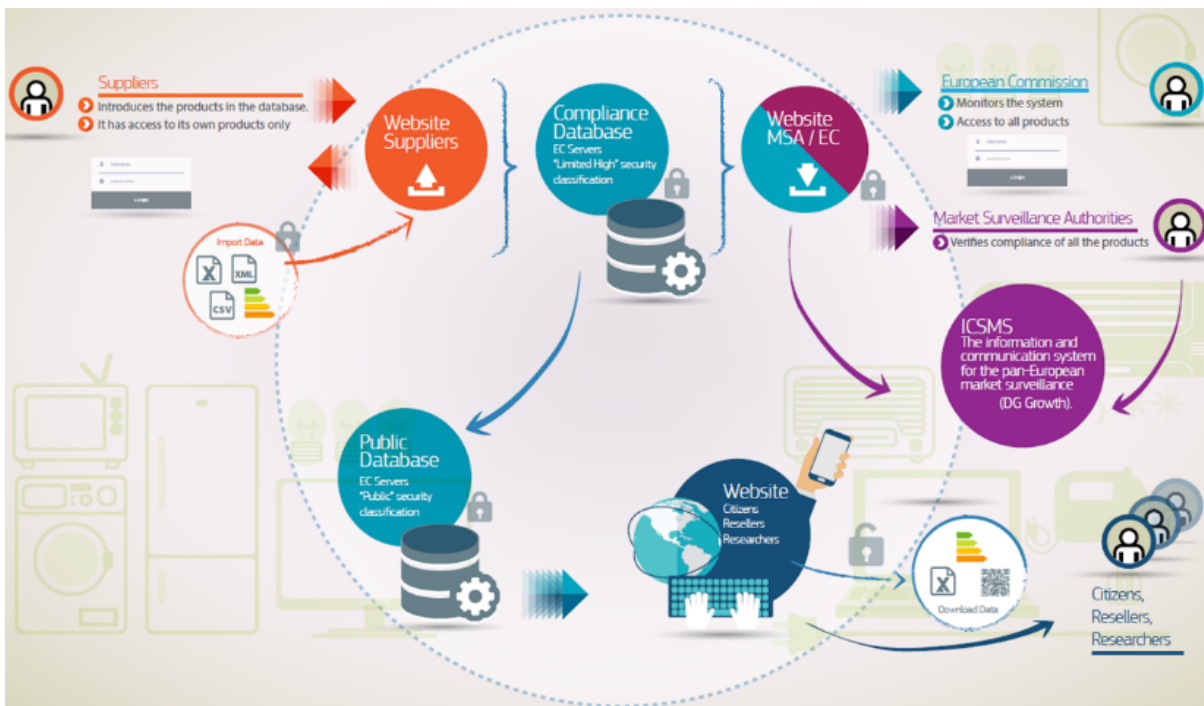 Suppliers
Introduces the products in the database.
It has access to its own products only
LOGIN
Import Data
X
XML
CSV
Website
Suppliers
Compliance
Database
EC Servers
"Limited High" security
classification
Website
MSA / EC
European Commission
Monitors the system
Access to all products
LOGIN
Market Surveillance Authorities
Verifies compliance of all the products
ICSMS
The information and
communication system
for the pan-European
market surveillance
(DG Growth).
Public
Database
EC Servers
"Public" security
classification
Website
Citizens
Resellers
Researchers
X
Download Data
Citizens,
Resellers,
Researchers